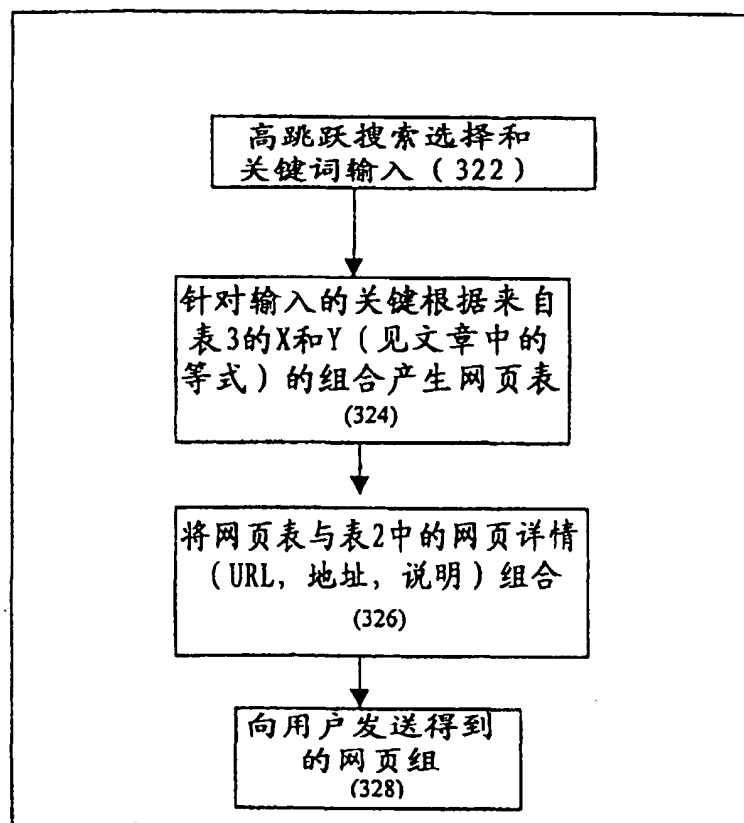 高跳跃搜索选择和
关键词输入（322）
针对输入的关键根据来自
表3的X和Y（见文章中的
等式）的组合产生网页表
(324)
将网页表与表2中的网页详情
（URL, 地址, 说明）组合
(326)
向用户发送得到
的网页组
(328)